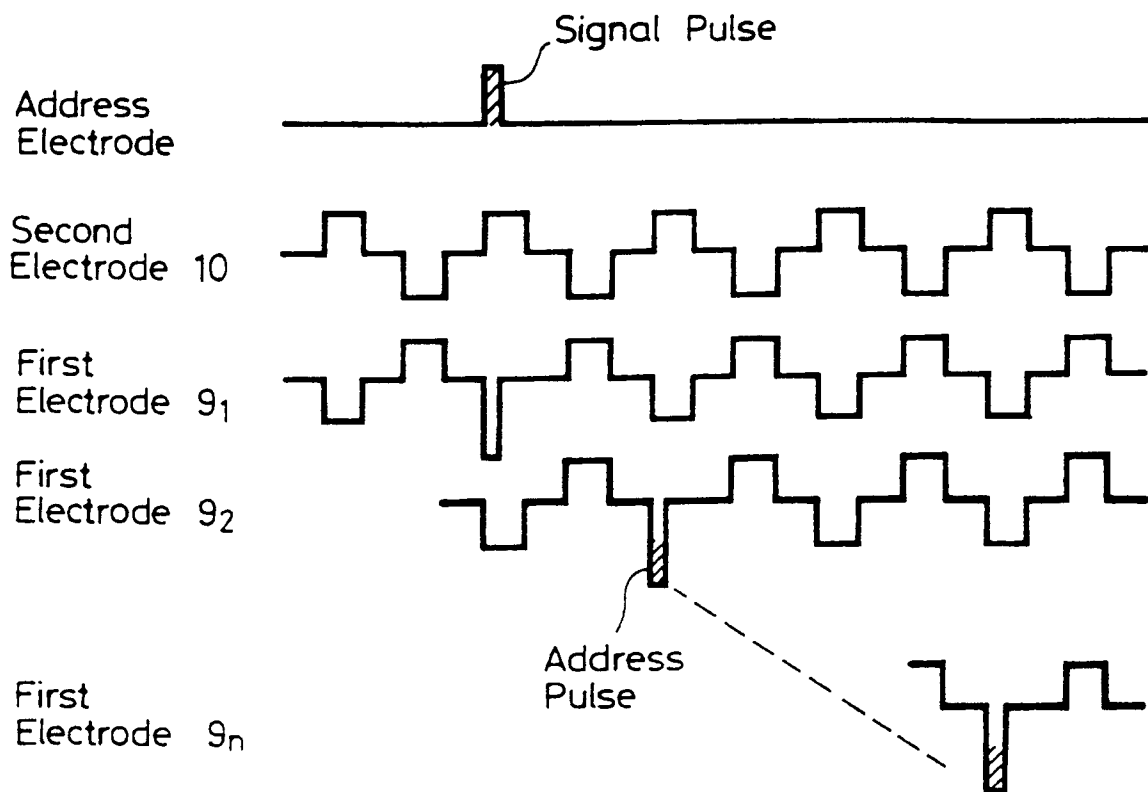 Signal Pulse
Address
Electrode
Second
Electrode 10
First
Electrode 9₁
First
Electrode 9₂
Address
Pulse
First
Electrode 9ₙ